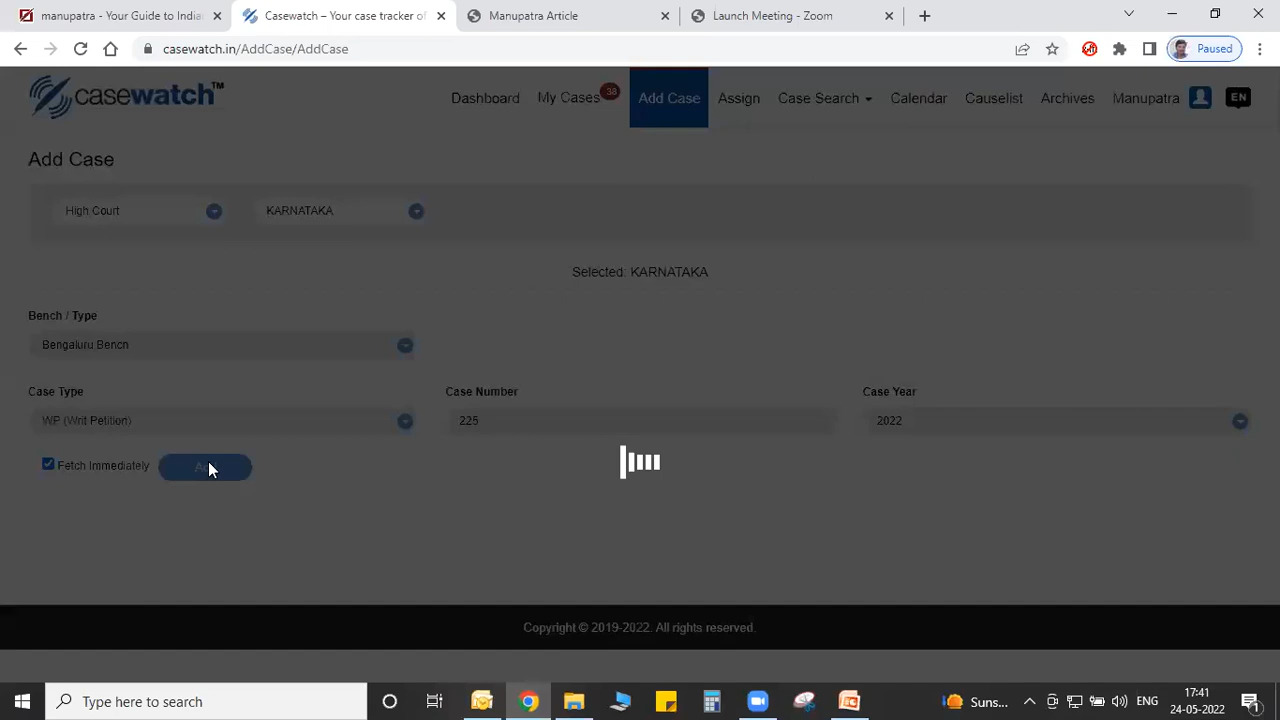 manupatra - Your Guide to India
Casewatch – Your case tracker of
Manupatra Article
Launch Meeting - Zoom
casewatch.in/AddCase/AddCase
Paused
casewatch™
Dashboard
My Cases 38
Add Case
Assign
Case Search
Calendar
Causelist
Archives
Manupatra
EN
Add Case
High Court
KARNATAKA
Selected: KARNATAKA
Bench / Type
Bengaluru Bench
Case Type
Case Number
Case Year
WP (Writ Petition)
225
2022
Fetch Immediately
Copyright © 2019-2022. All rights reserved.
Type here to search
Suns...
ENG
17:41
24-05-2022
1